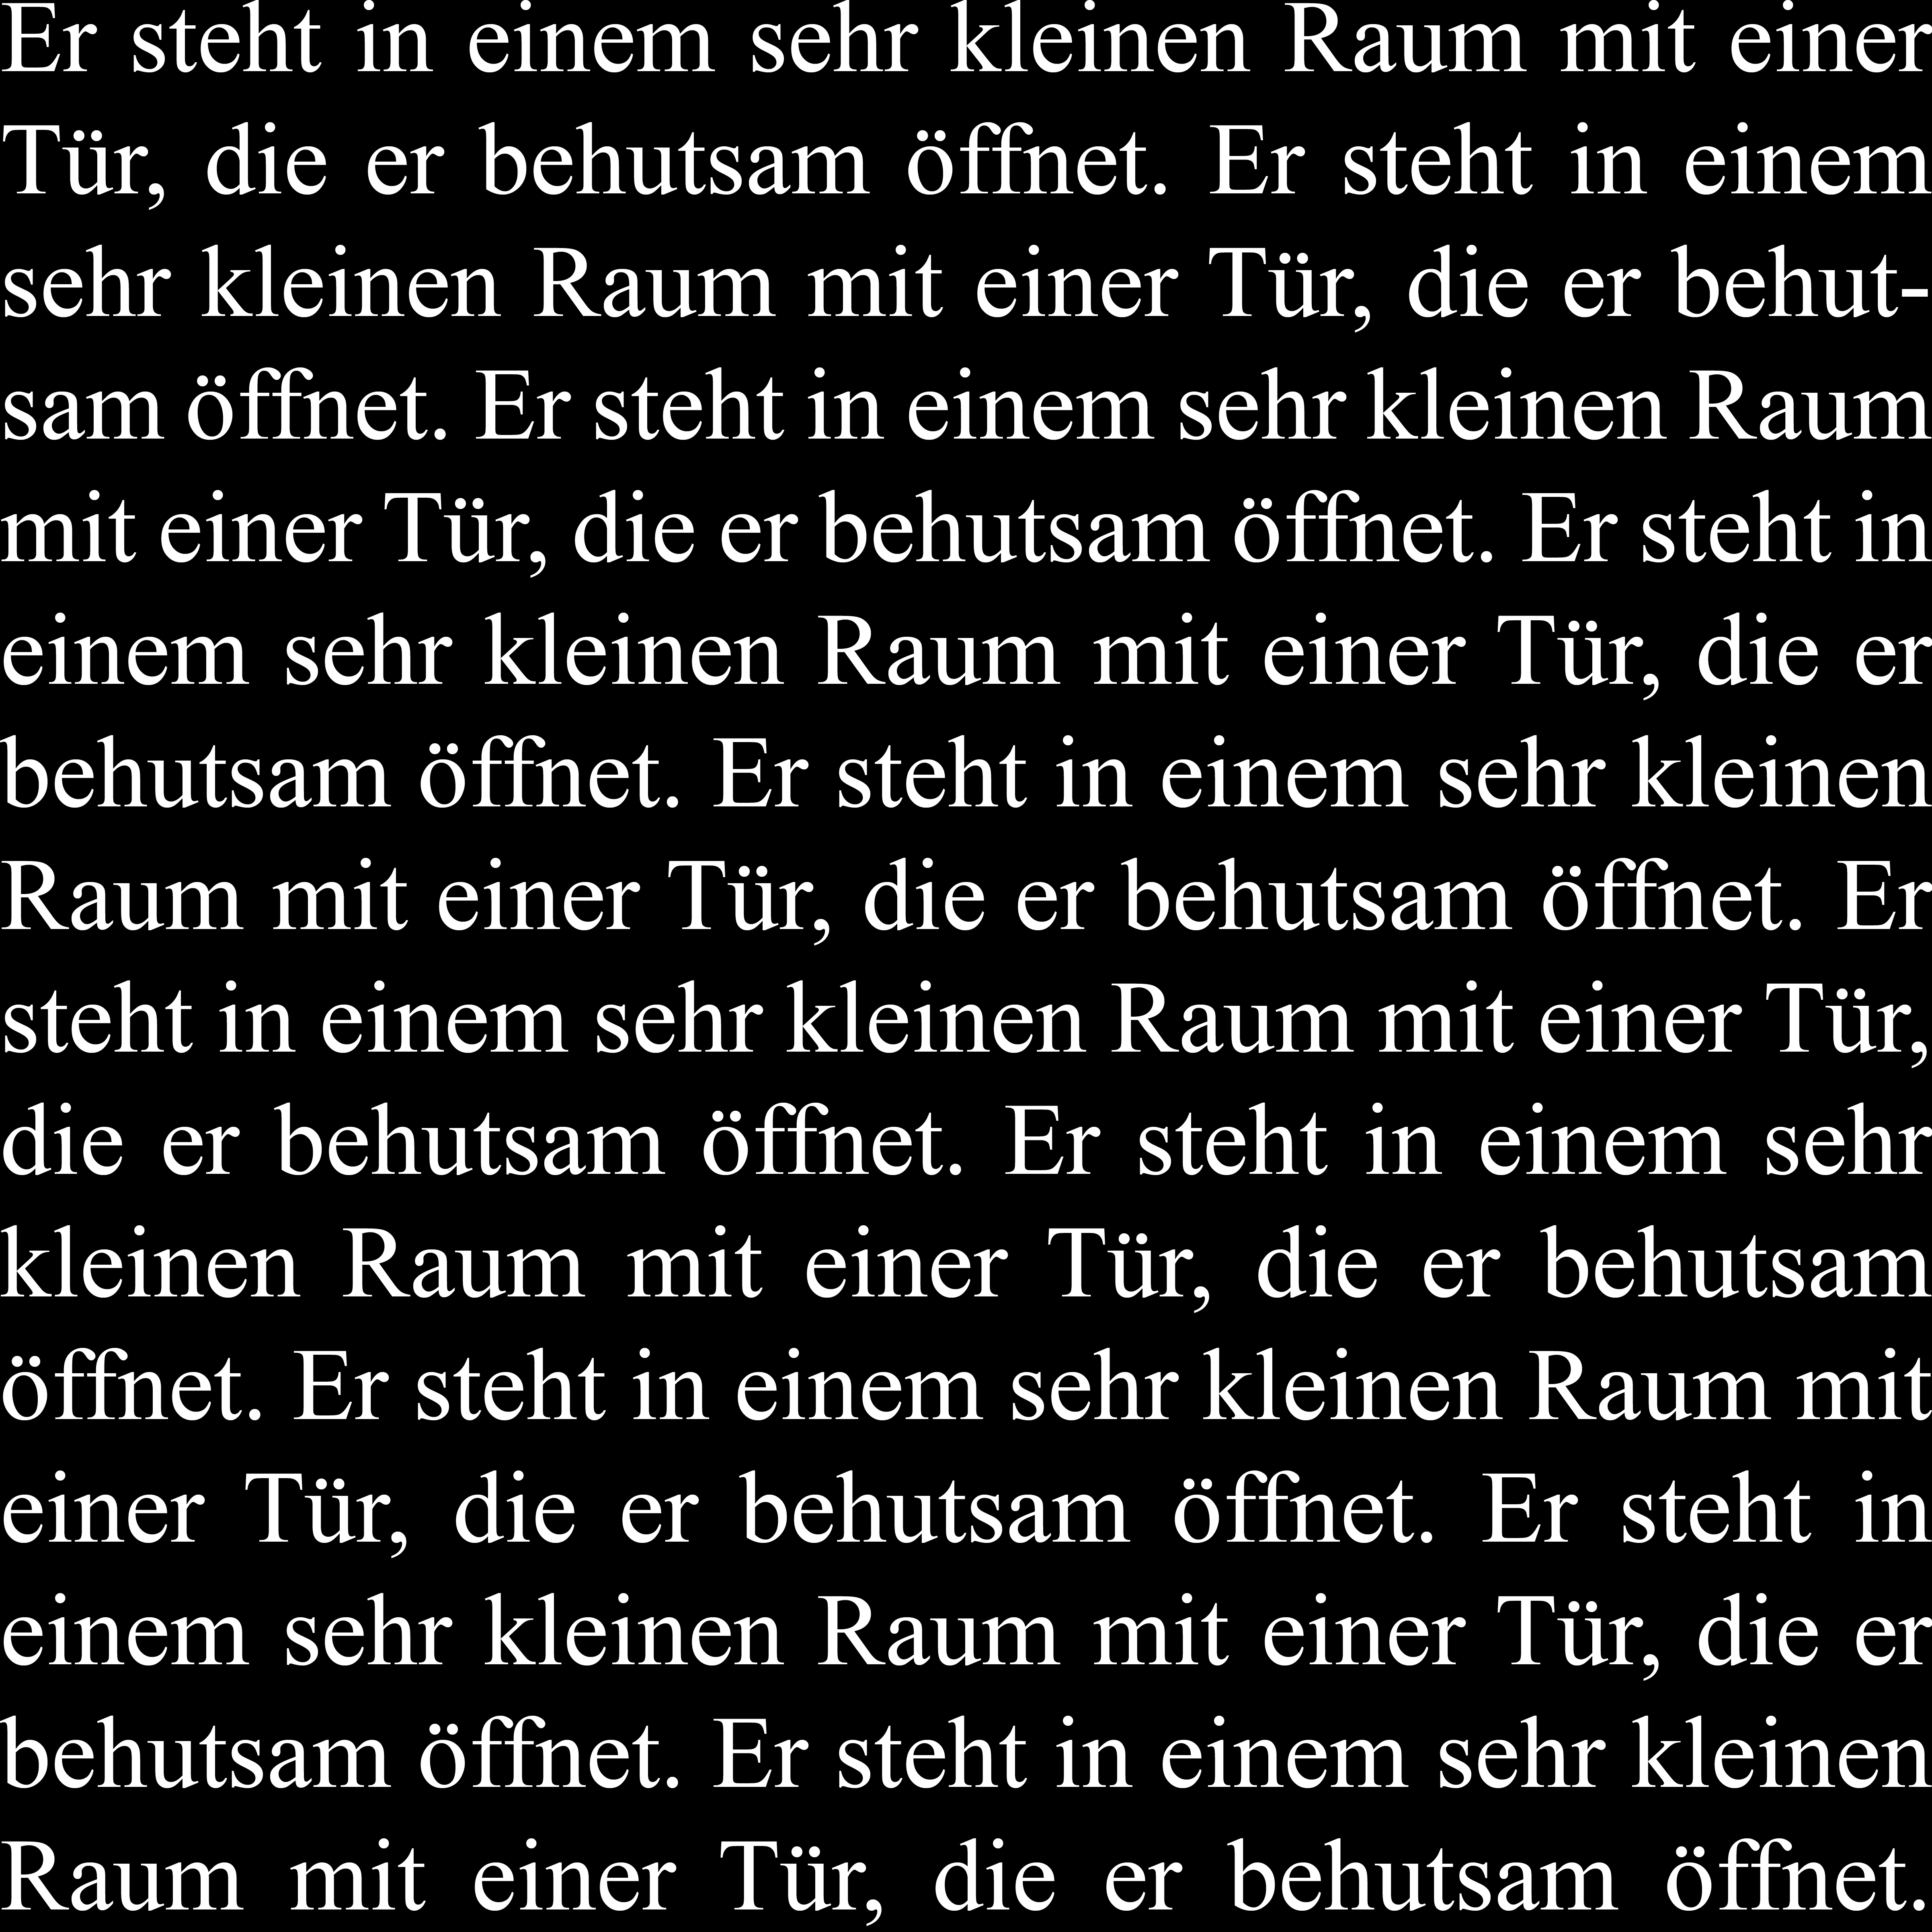 Er steht in einem sehr kleinen Raum mit einer
Tür, die er behutsam öffnet. Er steht in einem
sehr kleinen Raum mit einer Tür, die er behut-
sam öffnet. Er steht in einem sehr kleinen Raum
mit einer Tür, die er behutsam öffnet. Er steht in
einem sehr kleinen Raum mit einer Tür, die er
behutsam öffnet. Er steht in einem sehr kleinen
Raum mit einer Tür, die er behutsam öffnet. Er
steht in einem sehr kleinen Raum mit einer Tür,
die er behutsam öffnet. Er steht in einem sehr
kleinen Raum mit einer Tür, die er behutsam
öffnet. Er steht in einem sehr kleinen Raum mit
einer Tür, die er behutsam öffnet. Er steht in
einem sehr kleinen Raum mit einer Tür, die er
behutsam öffnet. Er steht in einem sehr kleinen
Raum mit einer Tür, die er behutsam öffnet.